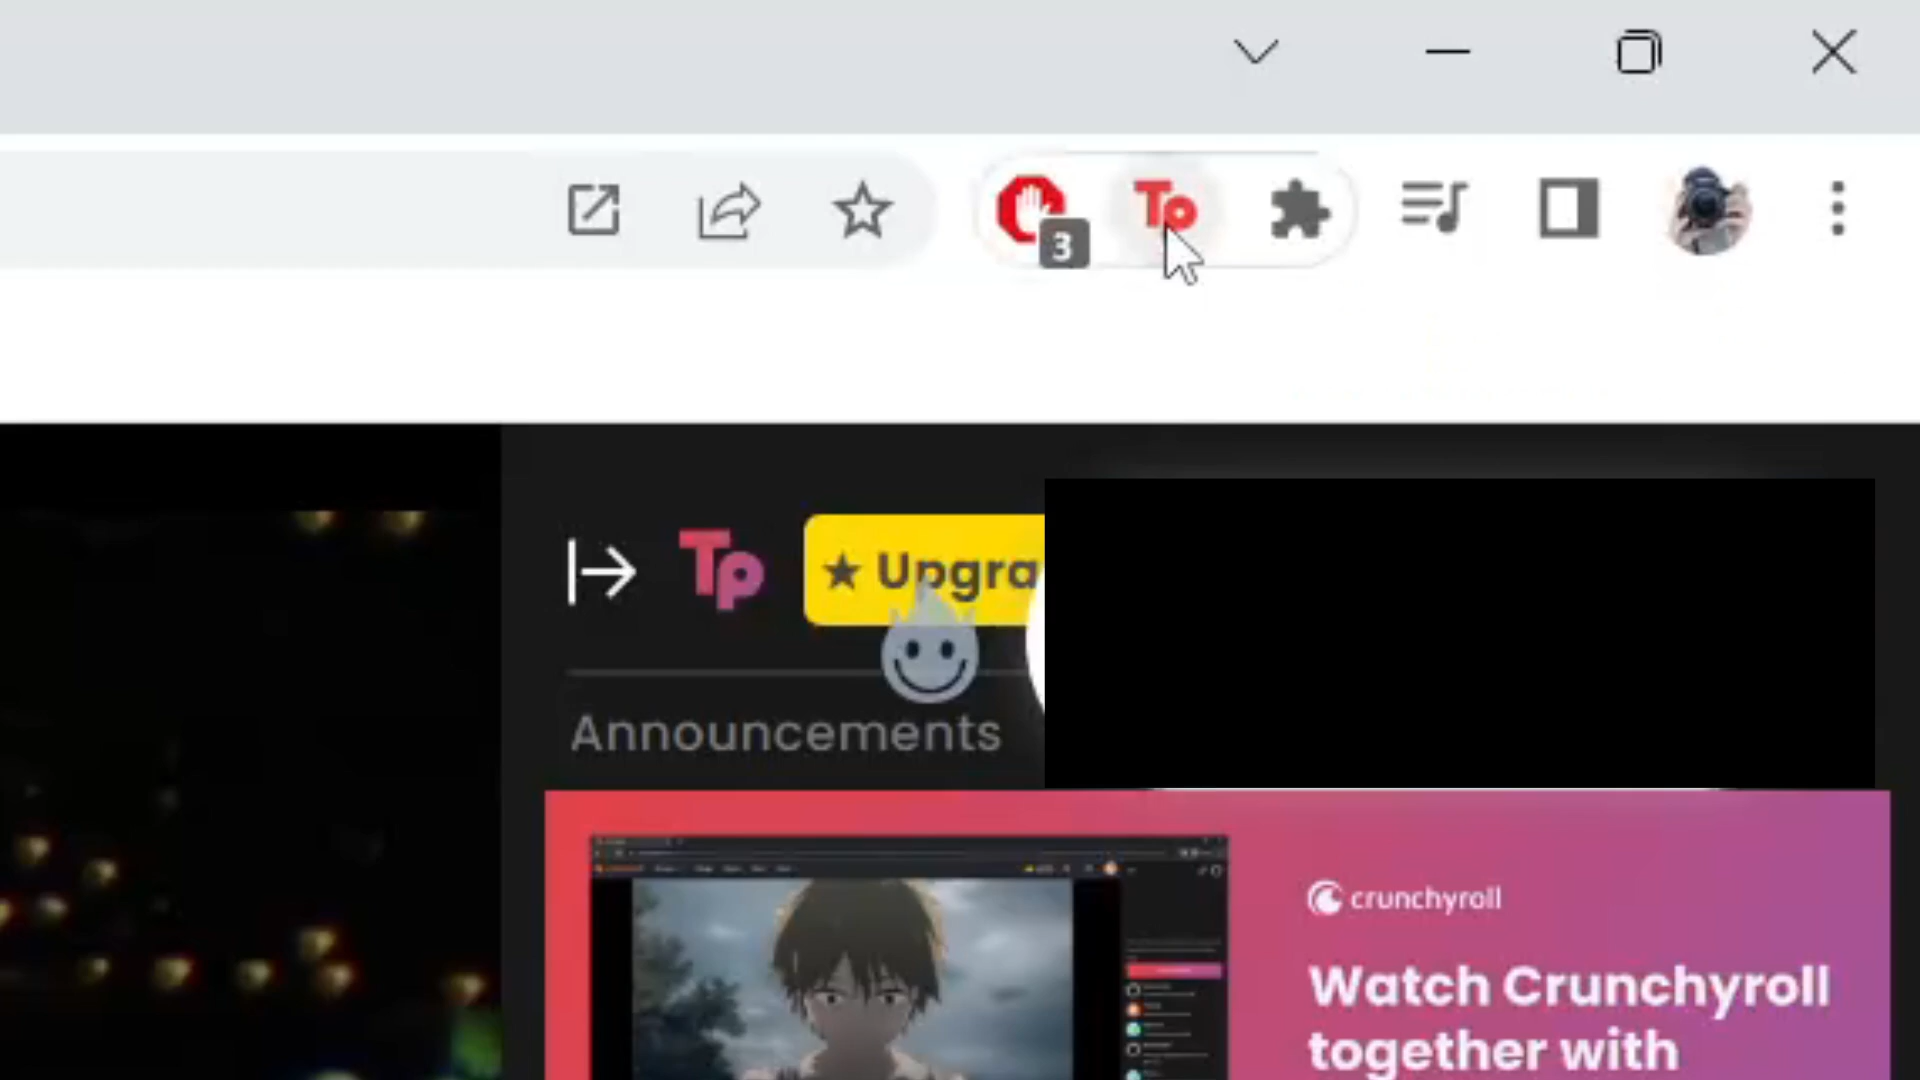 3
Tp
Tp
★ Upgra
Announcements
crunchyroll
Watch Crunchyroll
together with